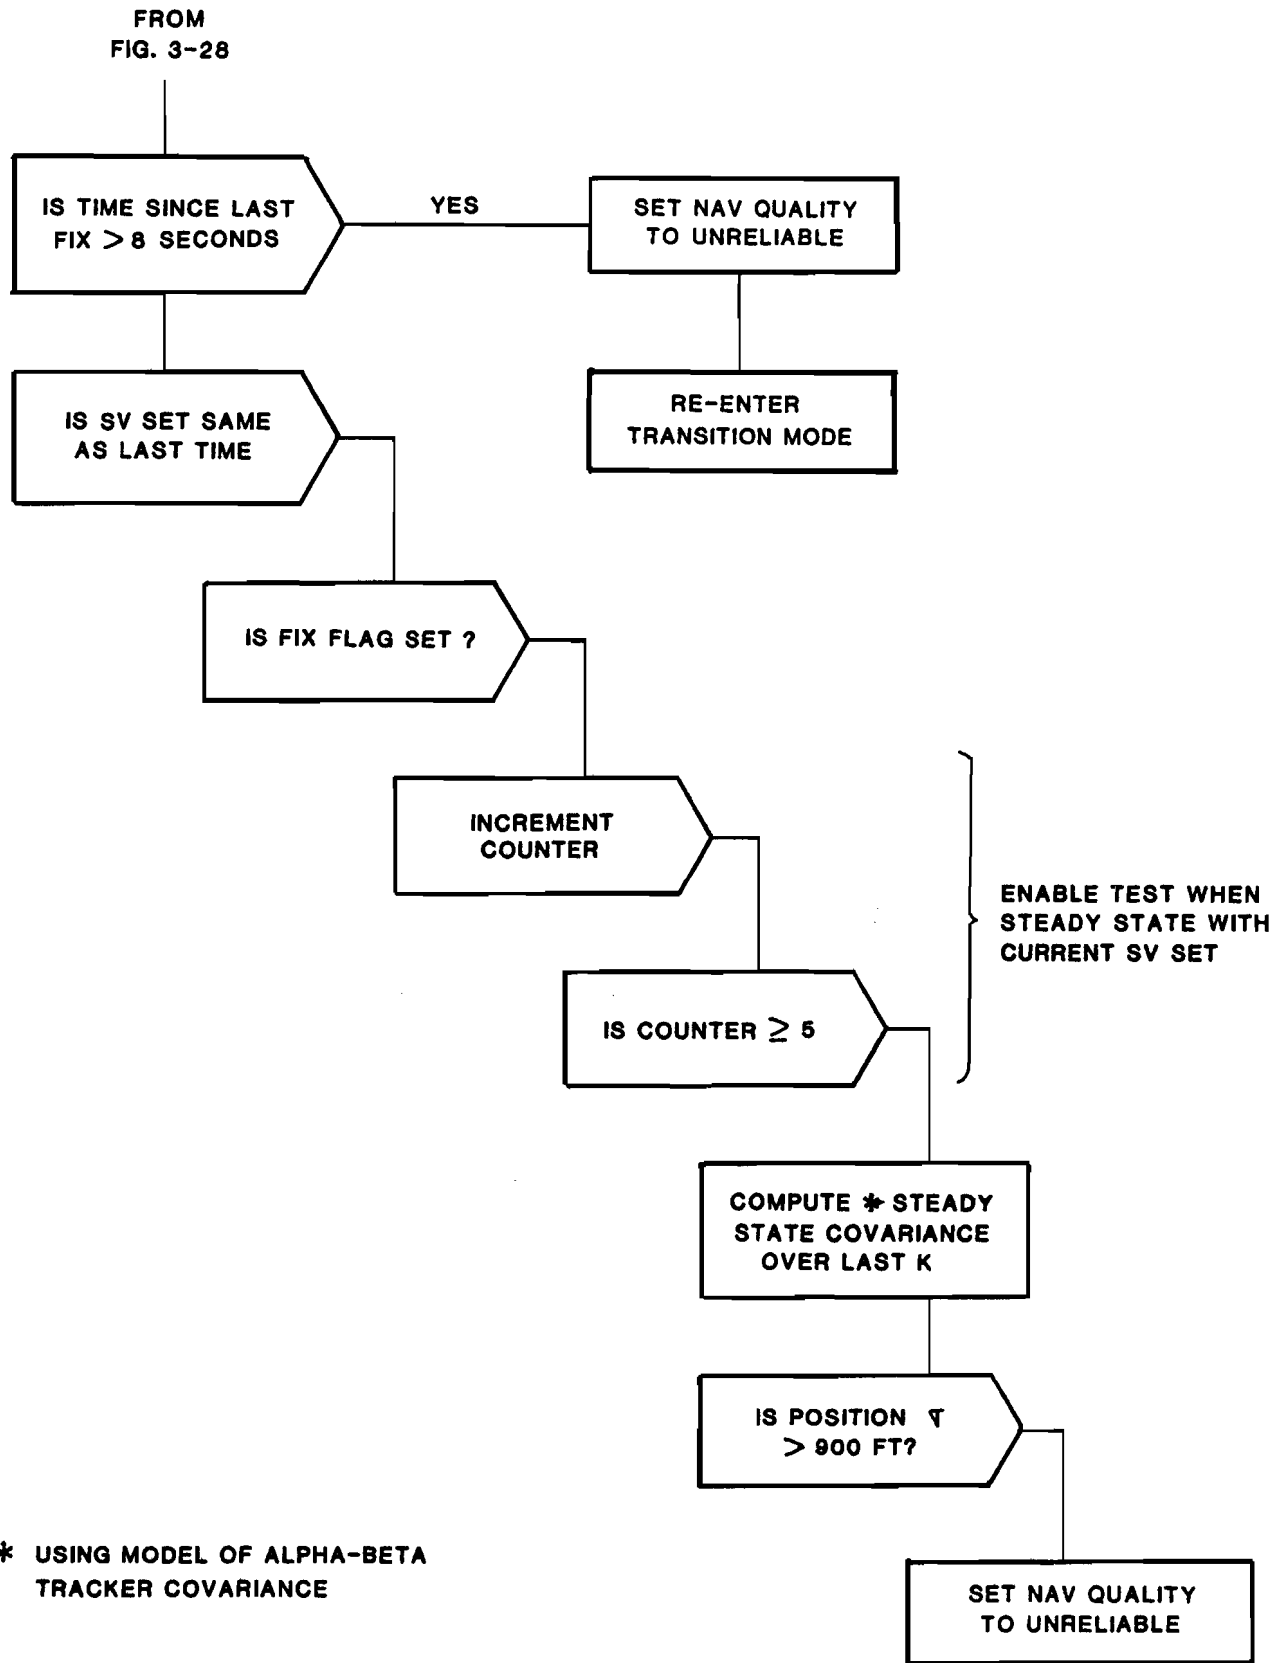 FROM
FIG. 3-28
IS TIME SINCE LAST
FIX > 8 SECONDS
YES
SET NAV QUALITY
TO UNRELIABLE
RE-ENTER
TRANSITION MODE
IS SV SET SAME
AS LAST TIME
IS FIX FLAG SET ?
INCREMENT
COUNTER
ENABLE TEST WHEN
STEADY STATE WITH
CURRENT SV SET
IS COUNTER ≥ 5
COMPUTE * STEADY
STATE COVARIANCE
OVER LAST K
IS POSITION
> 900 FT?
* USING MODEL OF ALPHA-BETA
TRACKER COVARIANCE
SET NAV QUALITY
TO UNRELIABLE